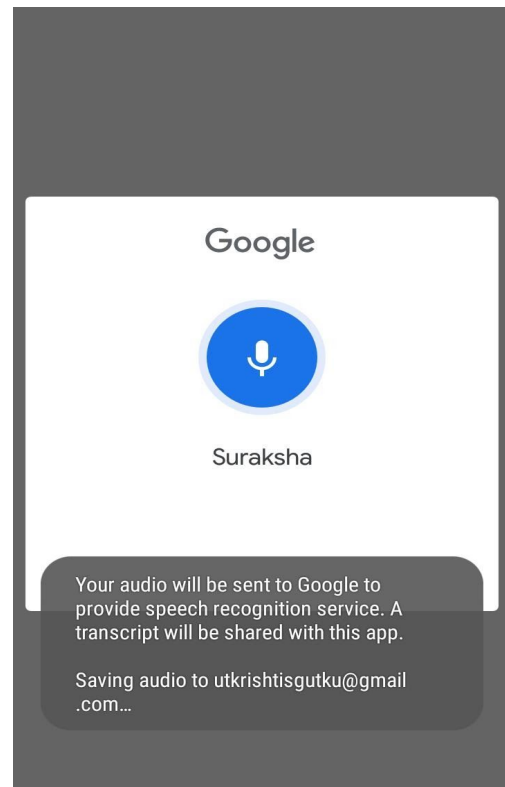 Google
Suraksha
Your audio will be sent to Google to
provide speech recognition service. A
transcript will be shared with this app.
Saving audio to utkrishtisgutku@gmail
.com…